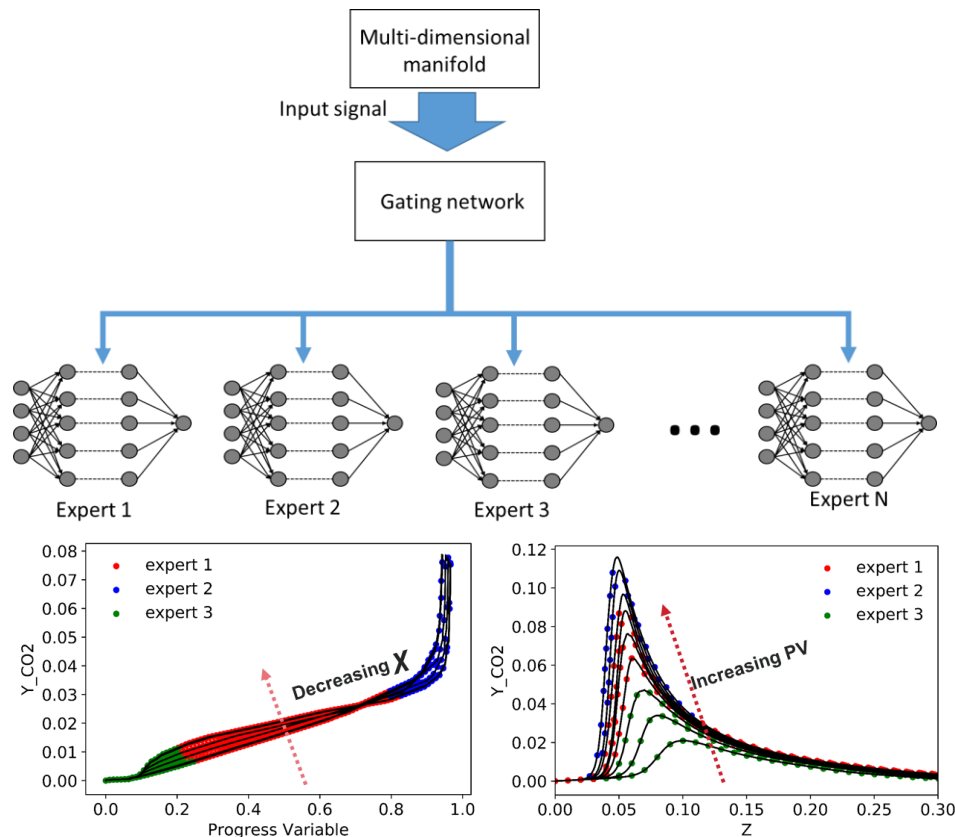 Multi-dimensional
manifold
Input signal
Gating network
Expert 1
Expert 2
Expert 3
Expert N
0.08
0.07
0.06
0.05
0.04
0.03
0.02
0.01
0.00
Y_CO2
expert 1
expert 2
expert 3
Decreasing X
0.0
0.2
0.4
0.6
0.8
1.0
Progress Variable
0.12
0.10
0.08
0.06
0.04
0.02
0.00
Y_CO2
expert 1
expert 2
expert 3
Increasing PV
0.00
0.05
0.10
0.15
0.20
0.25
0.30
Z